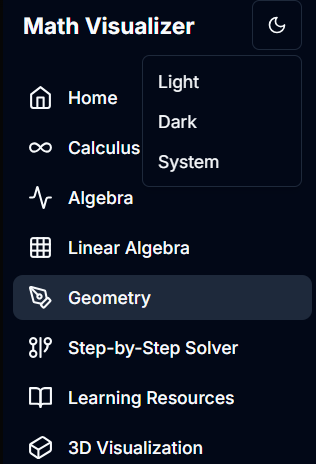 Math Visualizer
Light
Dark
System
Home
Calculus
Algebra
Linear Algebra
Geometry
Step-by-Step Solver
Learning Resources
3D Visualization